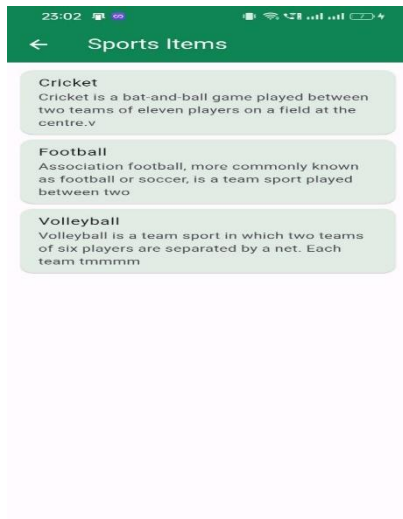 23:02
Sports Items
Cricket
Cricket is a bat-and-ball game played between
two teams of eleven players on a field at the
centre.v
Football
Association football, more commonly known
as football or soccer, is a team sport played
between two
Volleyball
Volleyball is a team sport in which two teams
of six players are separated by a net. Each
team tmmmm